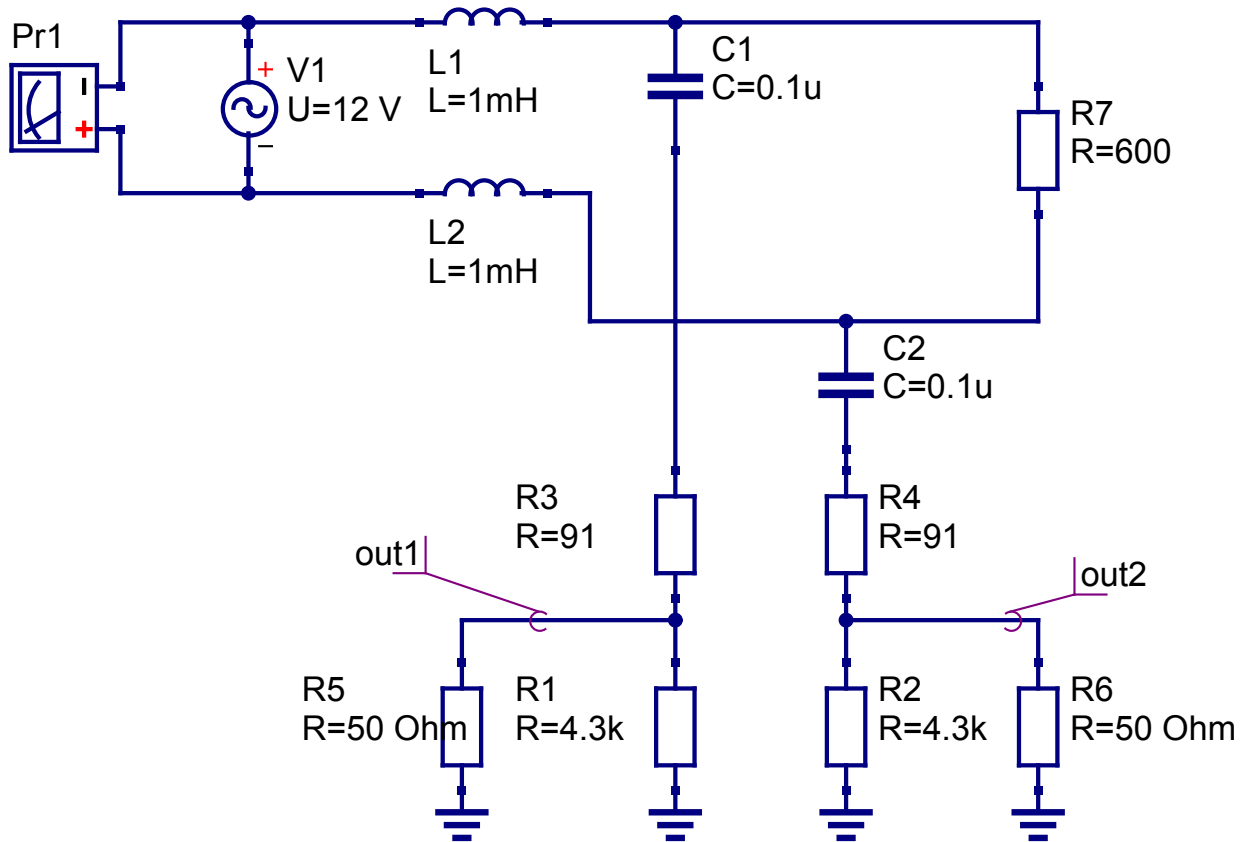 Pr1
V1
U=12 V
L1
L=1mH
C1
C=0.1u
R7
R=600
L2
L=1mH
C2
C=0.1u
R3
R=91
R4
R=91
out1
out2
R5
R=50 Ohm
R1
R=4.3k
R2
R=4.3k
R6
R=50 Ohm